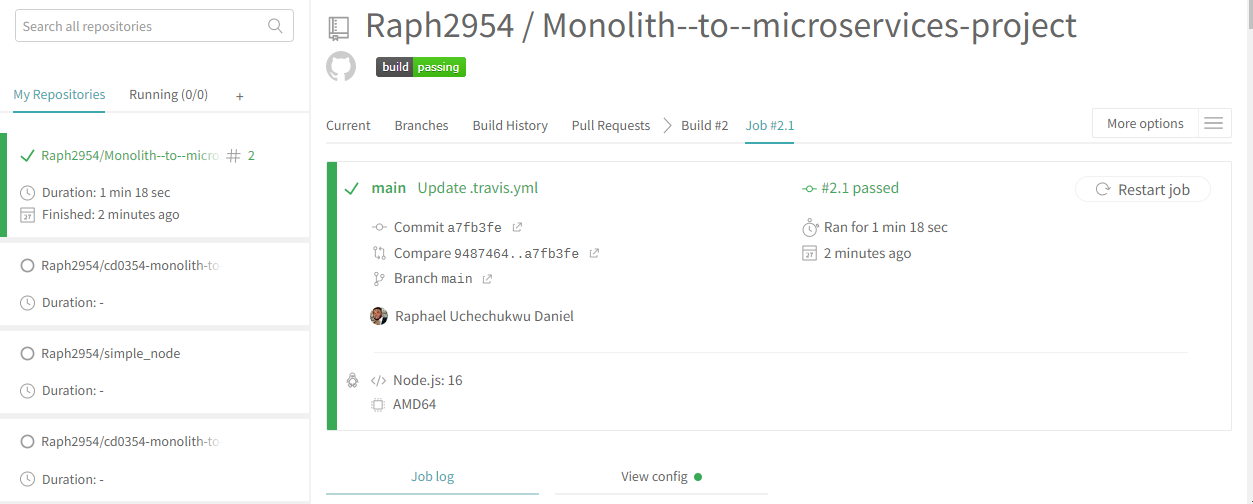 Search all repositories
My Repositories
Running (0/0)
+
Raph2954/Monolith--to--micro
# 2
Duration: 1 min 18 sec
27
Finished: 2 minutes ago
Raph2954/cd0354-monolith-to
Duration: -
Raph2954/simple_node
Duration: -
Raph2954/cd0354-monolith-to
Duration: -
Raph2954 / Monolith--to--microservices-project
build passing
Current
Branches
Build History
Pull Requests
Build #2
Job #2.1
More options
main Update .travis.yml
Commit a7fb3fe
Compare 9487464..a7fb3fe
Branch main
Raphael Uchechukwu Daniel
#2.1 passed
Ran for 1 min 18 sec
27
2 minutes ago
Restart job
Node.js: 16
AMD64
Job log
View config